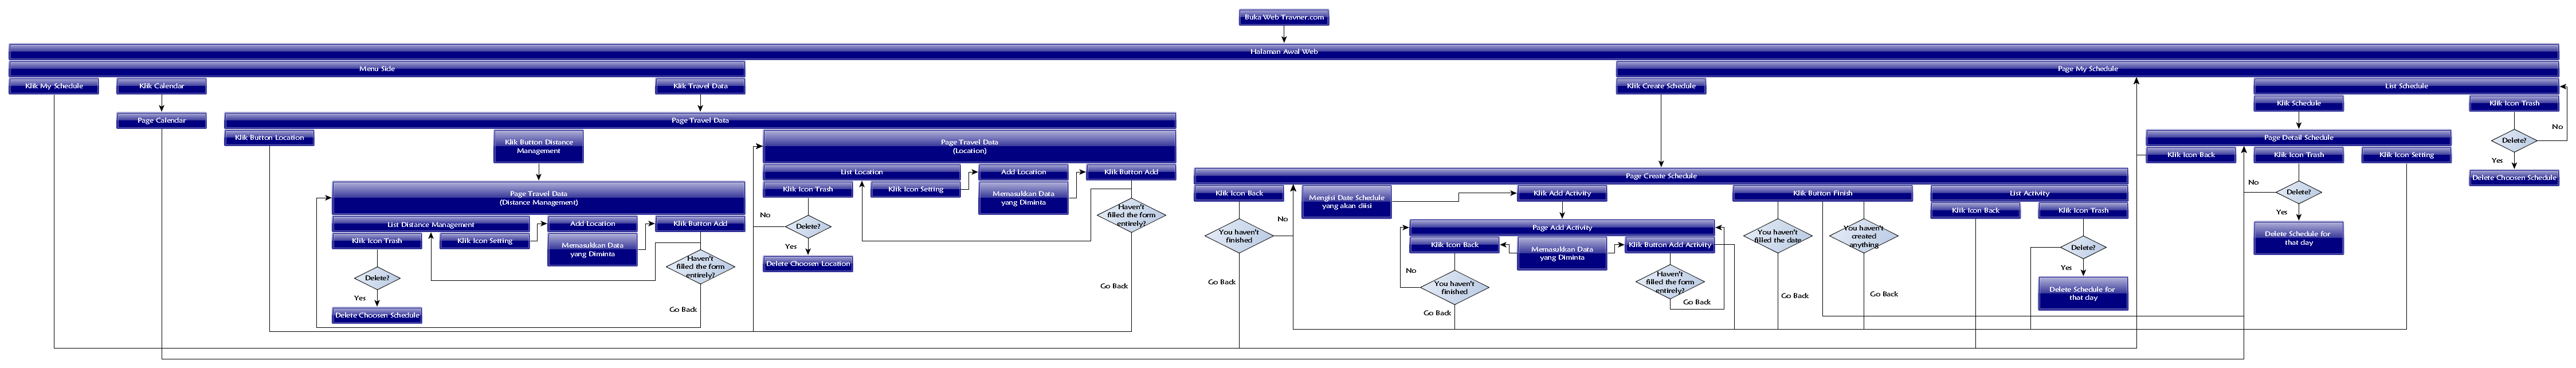 Buka Web Travner.com
Halaman Awal Web
Menu Side
Page My Schedule
Klik My Schedule
Klik Calendar
Klik Travel Data
Klik Create Schedule
List Schedule
Klik Schedule
Klik Icon Trash
Page Calendar
Page Travel Data
No
Klik Button Location
Klik Button Distance
Management
Page Travel Data
(Location)
Page Detail Schedule
Delete?
Klik Icon Back
Klik Icon Trash
Klik Icon Setting
Yes
List Location
Add Location
Klik Button Add
Page Create Schedule
Delete Choosen Schedule
Klik Icon Trash
Klik Icon Setting
Memasukkan Data
yang Diminta
No
Delete?
Page Travel Data
(Distance Management)
Klik Icon Back
Mengisi Date Schedule
yang akan diisi
Klik Add Activity
Klik Button Finish
List Activity
Yes
Haven't
filled the form
entirely?
No
Klik Icon Back
Klik Icon Trash
No
Delete?
List Distance Management
Add Location
Klik Button Add
Page Add Activity
You haven't
finished
You haven't
filled the date
You haven't
created
anything
Delete Schedule for
that day
Klik Icon Trash
Klik Icon Setting
Memasukkan Data
yang Diminta
Yes
Klik Icon Back
Memasukkan Data
yang Diminta
Klik Button Add Activity
Delete?
Delete Choosen Location
Haven't
filled the form
entirely?
No
Yes
Delete?
You haven't
finished
Haven't
filled the form
entirely?
Go Back
Go Back
Delete Schedule for
that day
Yes
Go Back
Go Back
Go Back
Delete Choosen Schedule
Go Back
Go Back